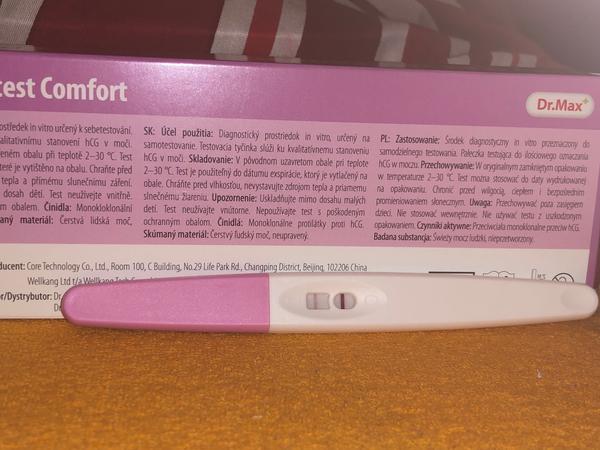 test Comfort
Dr.Max+
ostředek in vitro určený k sebetestování.
alitativnímu stanovení hCG v moči.
eném obalu při teplotě 2–30 °C. Test
teré je vytištěno na obalu. Chraňte před
tepla a přímému slunečnímu záření.
dosah dětí. Test neužívejte vnitřně.
m obalem. Činidla: Monoklokloňální
aný materiál: Čerstvá lidská moč,
SK: Účel použitia: Diagnostický prostriedok in vitro, určený na
samotestovanie. Testovacia tyčinka slúži ku kvalitatívnemu stanoveniu
hCG v moči. Skladovanie: V pôvodnom uzavretom obale pri teplote
2–30 °C. Test je použiteľný do dátumu exspirácie, ktorý je vytlačený na
obale. Chráňte pred vlhkosťou, nevystavujte zdrojom tepla a priamemu
slnečnému žiareniu. Upozornenie: Uskladňujte mimo dosahu malých
detí. Test neužívajte vnútorne. Nepoužívajte test s poškodeným
ochranným obalom. Činidlá: Monoklonálne protilátky proti hCG.
Skúmaný materiál: Čerstvý ľudský moč, neupravený.
PL: Zastosowanie: Środek diagnostyczny in vitro przeznaczony do
samodzielnego testowania. Pałeczka testująca do ilościowego oznaczania
hCG w moczu. Przechowywanie: W oryginalnym zamkniętym opakowaniu
w temperaturze 2–30 °C. Test można stosować do daty wydrukowanej
na opakowaniu. Chronić przed wilgocią, ciepłem i bezpośrednim
promieniowaniem słonecznym. Uwaga: Przechowywać poza zasięgiem
dzieci. Nie stosować wewnętrznie. Nie używać testu z uszkodzonym
opakowaniem. Czynniki aktywne: Przeciwciała monoklonalne przeciw hCG.
Badana substancja: Świeży mocz ludzki, nieprzetworzony.
ducent: Core Technology Co., Ltd., Room 100, C Building, No.29 Life Park Rd., Changping District, Beijing, 102206 China
Wellkang Ltd t/a Wellkang Tech
or/Dystrybutor: Dr.